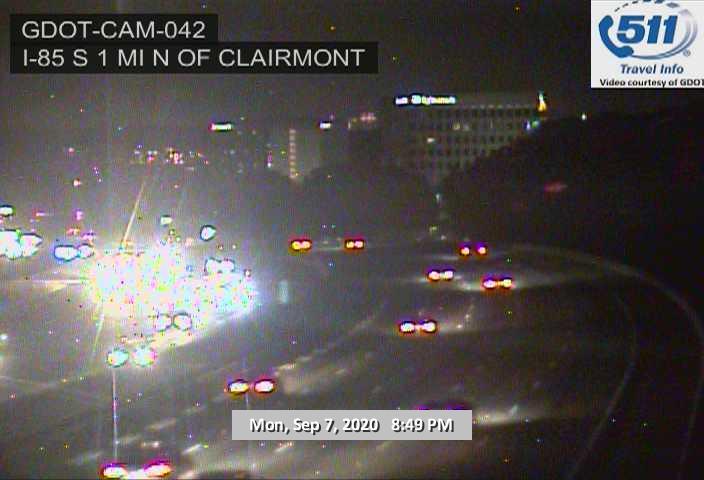 GDOT-CAM-042
I-85 S 1 MI N OF CLAIRMONT
511®
Travel Info
Video courtesy of GDOT
Mon, Sep 7, 2020 8:49 PM